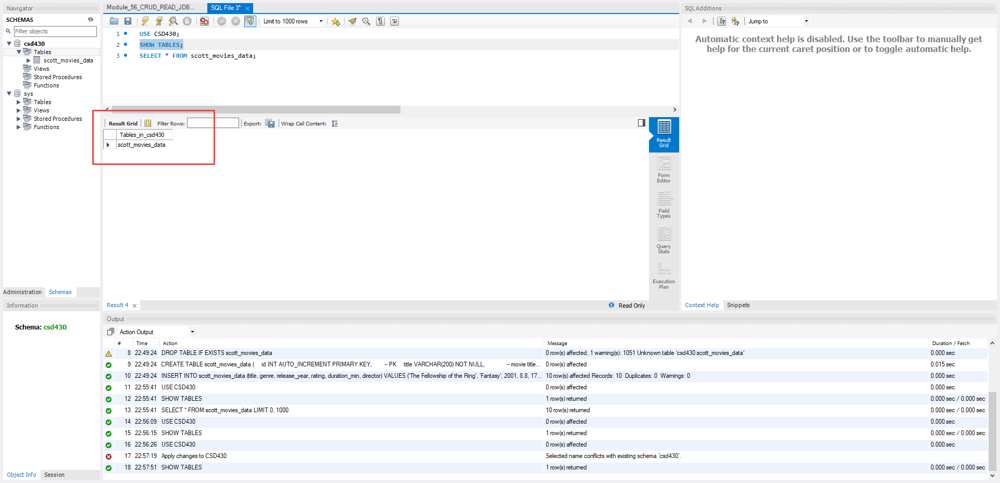 Navigator
SCHEMAS
Filter objects
csd430
Tables
scott_movies_data
Views
Stored Procedures
Functions
sys
Tables
Views
Stored Procedures
Functions
Administration Schemas
Information
Schema: csd430
Object Info Session
Module_56_CRUD_READ_JDB... SQL File 3*
Limit to 1000 rows
1 USE CSD430;
2 SHOW TABLES;
3 SELECT * FROM scott_movies_data;
Result Grid Filter Rows: Export: Wrap Cell Content:
Tables_in_csd430
scott_movies_data
Result
Grid
Form
Editor
Field
Types
Query
Stats
Execution
Plan
Result 4 Read Only
SQLAdditions
Jump to
Automatic context help is disabled. Use the toolbar to manually get
help for the current caret position or to toggle automatic help.
Context Help Snippets
Output
Action Output
# Time Action Message Duration / Fetch
8 22:49:24 DROP TABLE IF EXISTS scott_movies_data 0 row(s) affected, 1 warning(s): 1051 Unknown table 'csd430.scott_movies_data' 0.000 sec
9 22:49:24 CREATE TABLE scott_movies_data ( id INT AUTO_INCREMENT PRIMARY KEY, -- PK title VARCHAR(200) NOT NULL, -- movie title... 0 row(s) affected 0.015 sec
10 22:49:24 INSERT INTO scott_movies_data (title, genre, release_year, rating, duration_min, director) VALUES ('The Fellowship of the Ring', 'Fantasy', 2001, 8.8, 17... 10 row(s) affected Records: 10 Duplicates: 0 Warnings: 0 0.000 sec
11 22:55:41 USE CSD430 0 row(s) affected 0.000 sec
12 22:55:41 SHOW TABLES 1 row(s) returned 0.000 sec / 0.000 sec
13 22:55:41 SELECT * FROM scott_movies_data LIMIT 0, 1000 10 row(s) returned 0.000 sec / 0.000 sec
14 22:56:09 USE CSD430 0 row(s) affected 0.000 sec
15 22:56:15 SHOW TABLES 1 row(s) returned 0.000 sec / 0.000 sec
16 22:56:26 USE CSD430 0 row(s) affected 0.000 sec
17 22:57:19 Apply changes to CSD430 Selected name conflicts with existing schema `csd430`.
18 22:57:51 SHOW TABLES 1 row(s) returned 0.000 sec / 0.000 sec